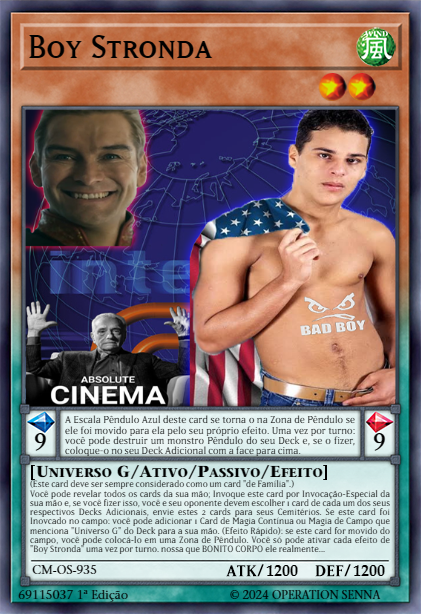 Boy Stronda
WIND
風
inte
BAD BOY
ABSOLUTE
CINEMA
9
A Escala Pêndulo Azul deste card se torna o na Zona de Pêndulo se
ele foi movido para ela pelo seu próprio efeito. Uma vez por turno:
você pode destruir um monstro Pêndulo do seu Deck e, se o fizer,
coloque-o no seu Deck Adicional com a face para cima.
9
[Universo G/Ativo/Passivo/Efeito]
(Este card deve ser sempre considerado como um card "de Familia".)
Você pode revelar todos os cards da sua mão; Invoque este card por Invocação-Especial da
sua mão e, se você fizer isso, você e seu oponente devem escolher 1 card de cada um dos seus
respectivos Decks Adicionais, envie estes 2 cards para seus Cemitérios. Se este card foi
Inovcado no campo: você pode adicionar 1 Card de Magia Contínua ou Magia de Campo que
menciona "Universo G" do Deck para a sua mão. (Efeito Rápido): se este card for movido do
campo, você pode colocá-lo em uma Zona de Pêndulo. Você só pode ativar cada efeito de
"Boy Stronda" uma vez por turno. nossa que BONITO CORPO ele realmente...
CM-OS-935
ATK/1200 DEF/1200
69115037 1ª Edição
©2024 OPERATION SENNA